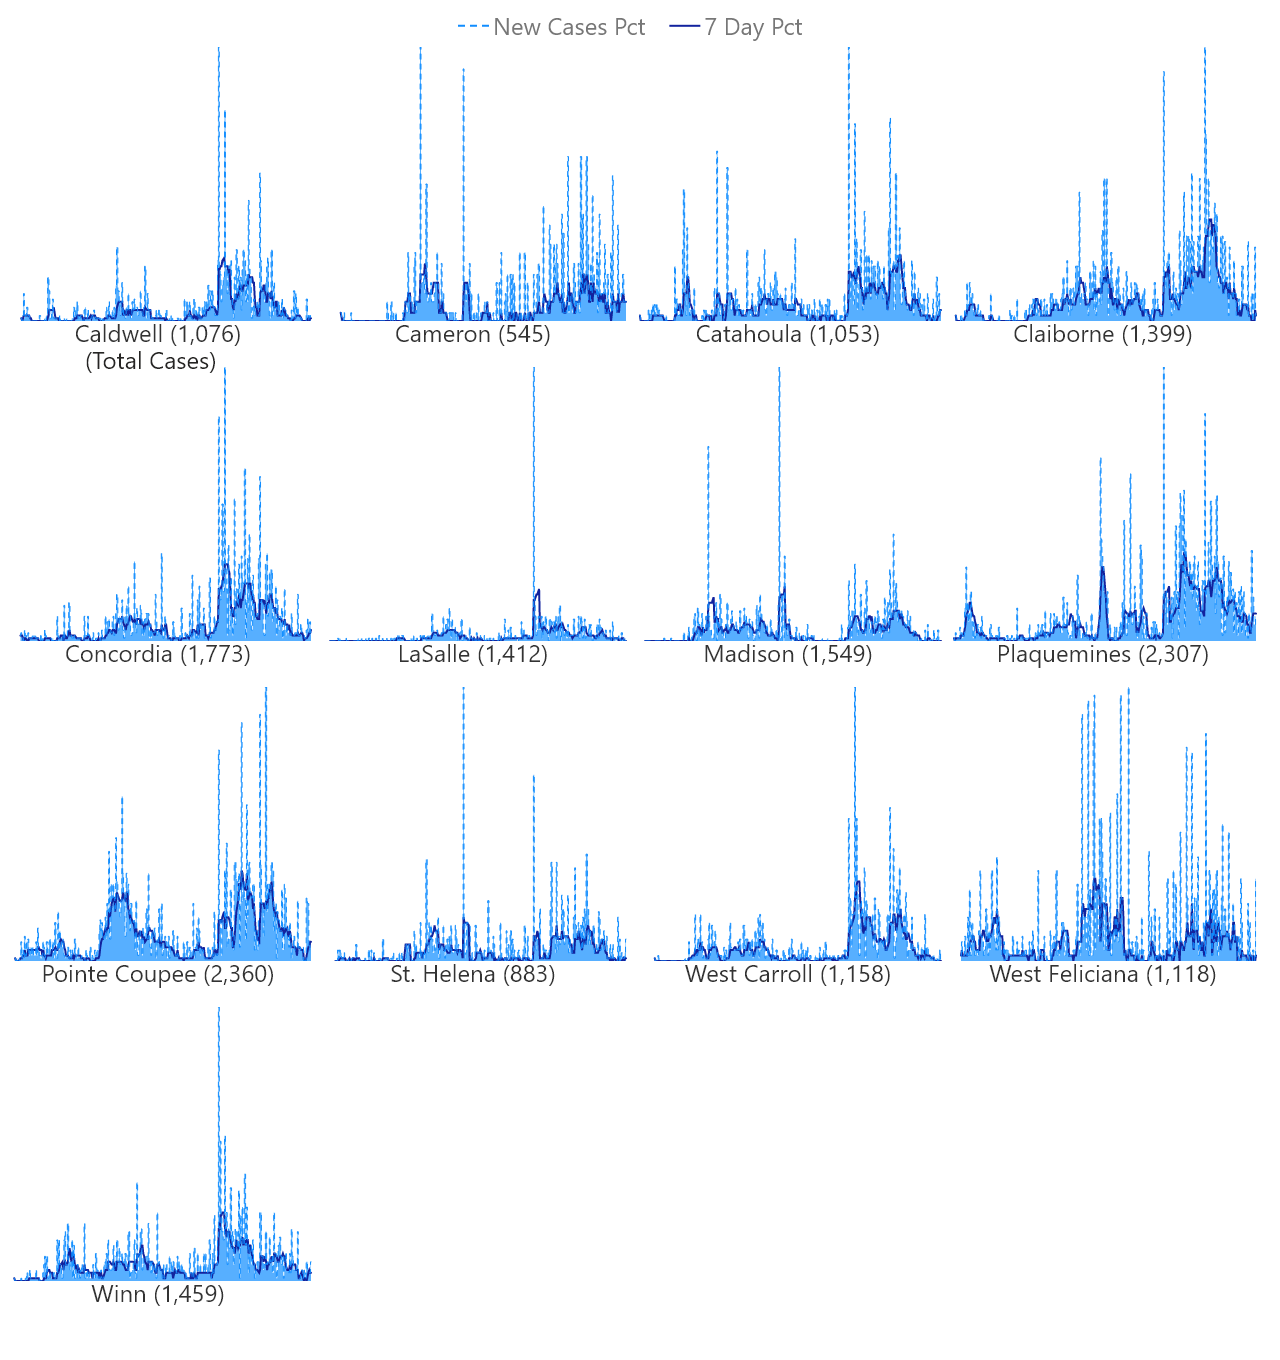 New Cases Pct 7 Day Pct
Caldwell (1,076) Cameron (545) Catahoula (1,053) Claiborne (1,399)
(Total Cases)
Concordia (1,773) LaSalle (1,412) Madison (1,549) Plaquemines (2,307)
Pointe Coupee (2,360) St. Helena (883) West Carroll (1,158) West Feliciana (1,118)
Winn (1,459)